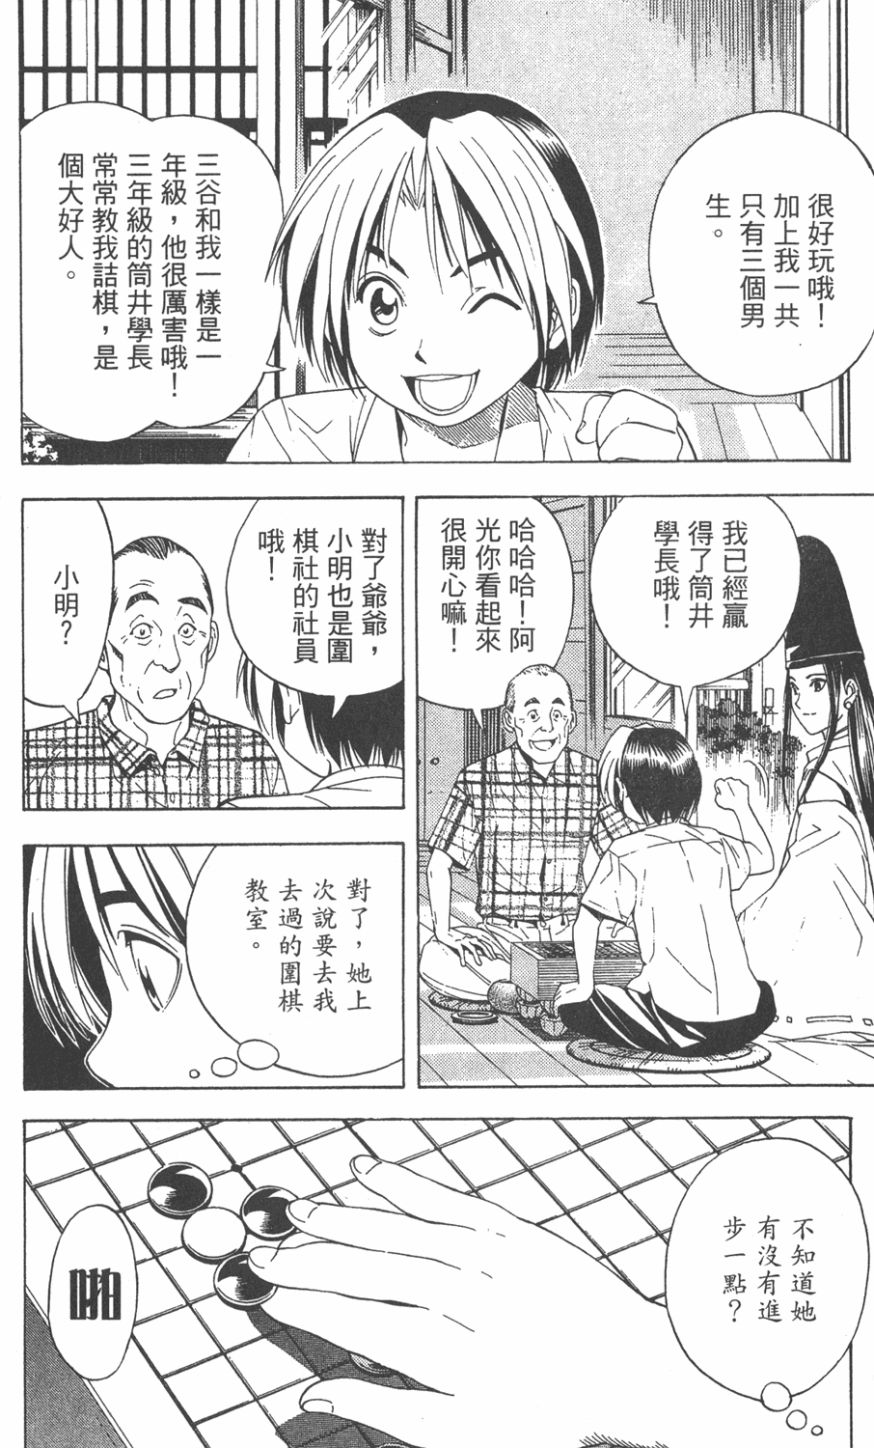 很好玩哦！
加上我一共
只有三個男
生。
三谷和我一樣是一
年級，他很厲害哦！
三年級的筒井學長
常常教我詰棋，是
個大好人。
我已經贏
得了筒井
學長哦！
哈哈哈！阿
光你看起來
很開心嘛！
對了爺爺，
小明也是圍
棋社的社員
哦！
小明？
對了，她上
次說要去我
去過的圍棋
教室。
不知道她
有沒有進
步一點？
啪